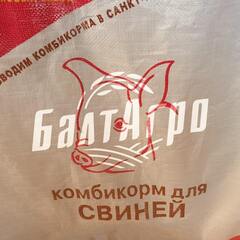 ВОДИМ КОМБИКОРМА В САНКТ-
БалтАгро
комбикорм для
СВИНЕЙ